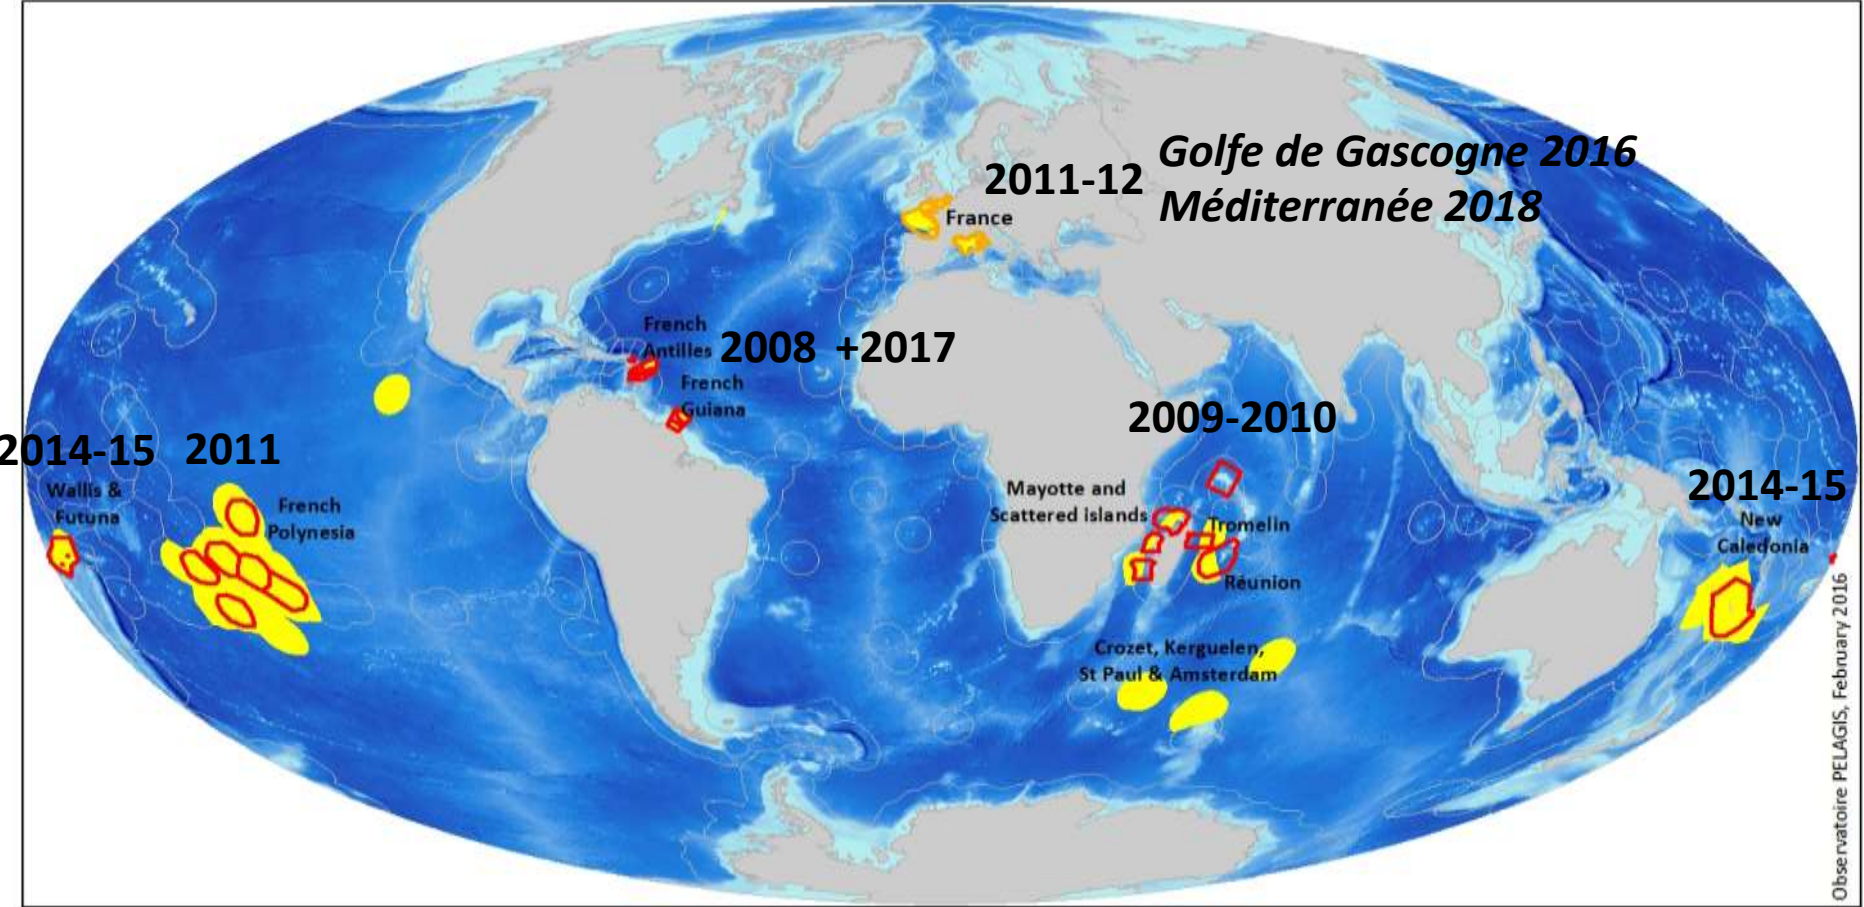 Golfe de Gascogne 2016
2011-12
Méditerranée 2018
France
French
Antilles
2008 +2017
French
Guiana
2009-2010
2014-15
2011
Wallis &
Futuna
French
Polynesia
Mayotte and
Scattered islands
Tromelin
Réunion
2014-15
New
Caledonia
Crozet, Kerguelen,
St Paul & Amsterdam
Observatoire PELAGIS, February 2016